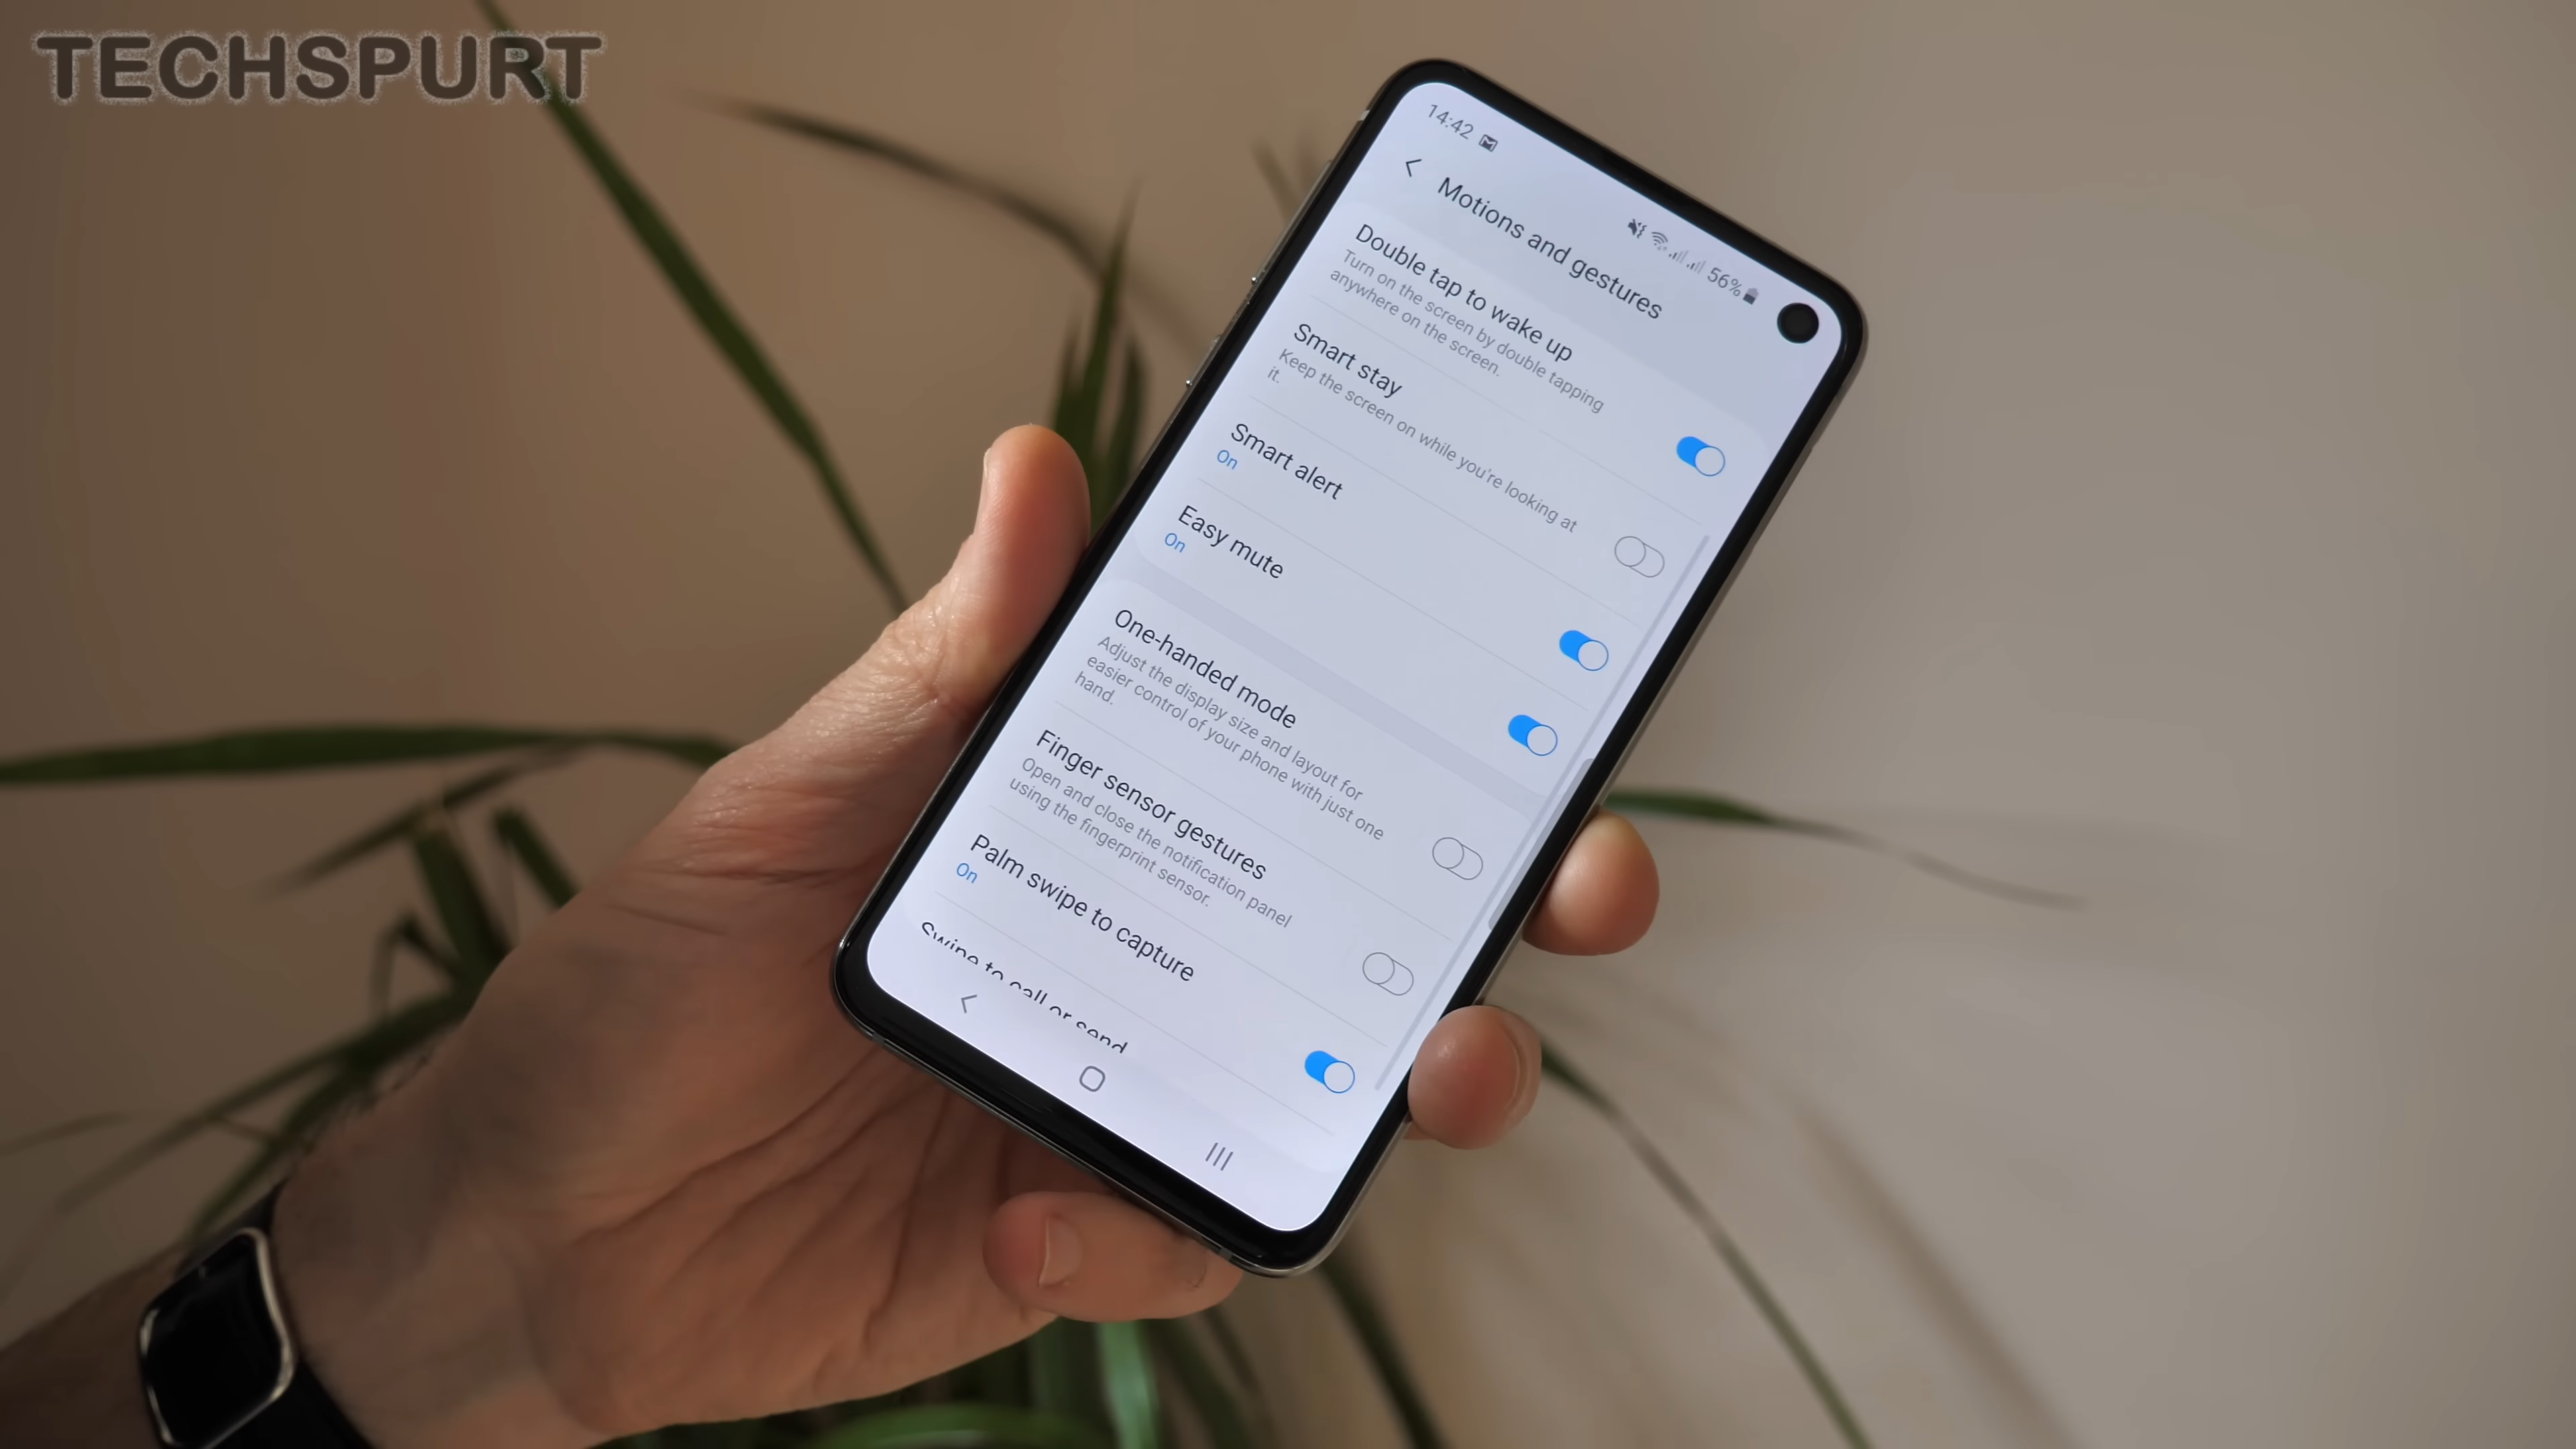 TECHSPURT
14:42
56%
Motions and gestures
Double tap to wake up
Turn on the screen by double tapping
anywhere on the screen.
Smart stay
Keep the screen on while you're looking at
it.
Smart alert
On
Easy mute
On
One-handed mode
Adjust the display size and layout for
easier control of your phone with just one
hand.
Finger sensor gestures
Open and close the notification panel
using the fingerprint sensor.
Palm swipe to capture
On
Swipe to call or send